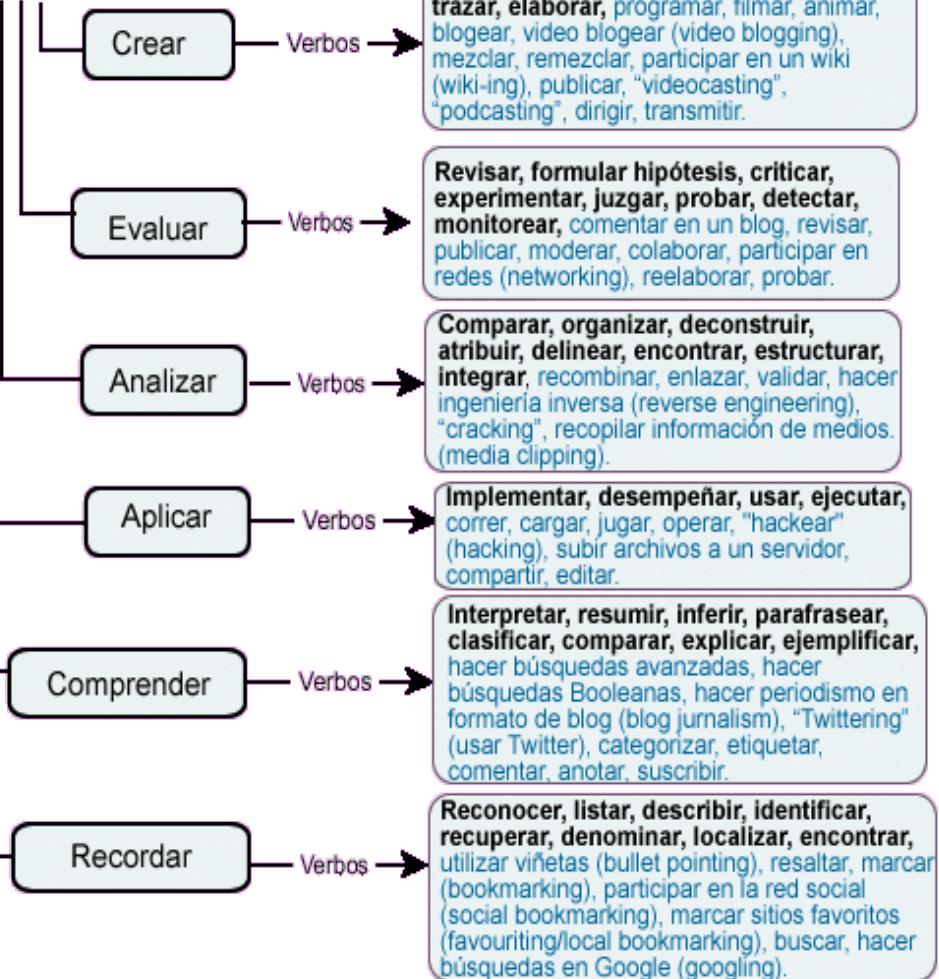 trazar, elaborar, programar, filmar, animar,
blogear, video blogear (video blogging),
mezclar, remezclar, participar en un wiki
(wiki-ing), publicar, “videocasting”,
“podcasting”, dirigir, transmitir.
Crear
Verbos
Revisar, formular hipótesis, criticar,
experimentar, juzgar, probar, detectar,
monitorear, comentar en un blog, revisar,
publicar, moderar, colaborar, participar en
redes (networking), reelaborar, probar.
Evaluar
Verbos
Comparar, organizar, deconstruir,
atribuir, delinear, encontrar, estructurar,
integrar, recombinar, enlazar, validar, hacer
ingeniería inversa (reverse engineering),
“cracking”, recopilar información de medios.
(media clipping).
Analizar
Verbos
Implementar, desempeñar, usar, ejecutar,
correr, cargar, jugar, operar, "hackear"
(hacking), subir archivos a un servidor,
compartir, editar.
Aplicar
Verbos
Interpretar, resumir, inferir, parafrasear,
clasificar, comparar, explicar, ejemplificar,
hacer búsquedas avanzadas, hacer
búsquedas Booleanas, hacer periodismo en
formato de blog (blog jurnalism), “Twittering”
(usar Twitter), categorizar, etiquetar,
comentar, anotar, suscribir.
Comprender
Verbos
Reconocer, listar, describir, identificar,
recuperar, denominar, localizar, encontrar,
utilizar viñetas (bullet pointing), resaltar, marcar
(bookmarking), participar en la red social
(social bookmarking), marcar sitios favoritos
(favouriting/local bookmarking), buscar, hacer
búsquedas en Google (googling).
Recordar
Verbos